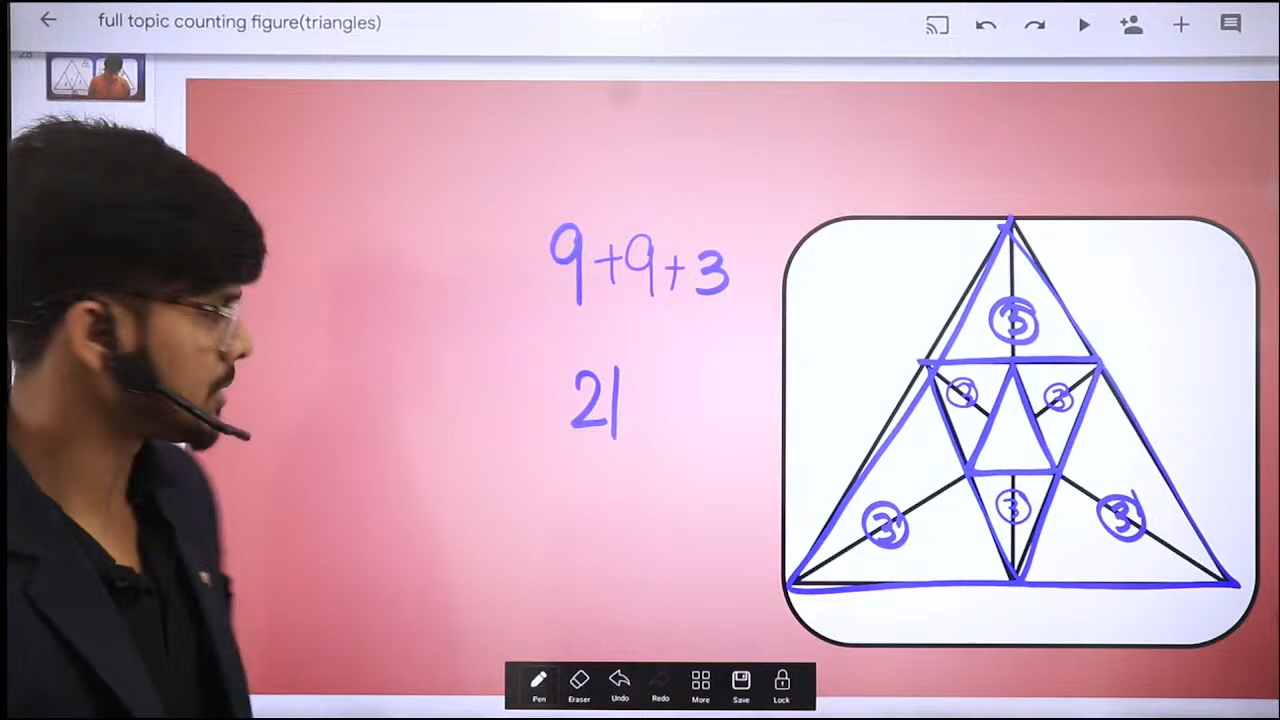 full topic counting figure(triangles)
28
9+9+3
21
3
3 3
3 3 3
Pen Eraser Undo Redo More Save Lock